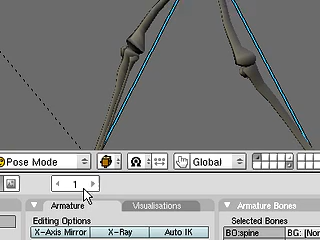 Pose Mode
Global
1
Armature
Visualisations
Armature Bones
Editing Options
Selected Bones
X-Axis Mirror
X-Ray
Auto IK
BO:spine
BG: